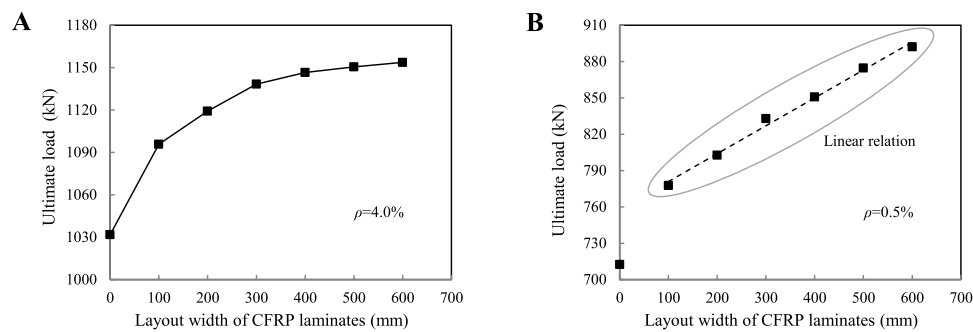 A
1180
1150
1120
1090
1060
1030
1000
0 100 200 300 400 500 600 700
Ultimate load (kN)
Layout width of CFRP laminates (mm)
ρ=4.0%
B
910
880
850
820
790
760
730
700
0 100 200 300 400 500 600 700
Ultimate load (kN)
Layout width of CFRP laminates (mm)
Linear relation
ρ=0.5%